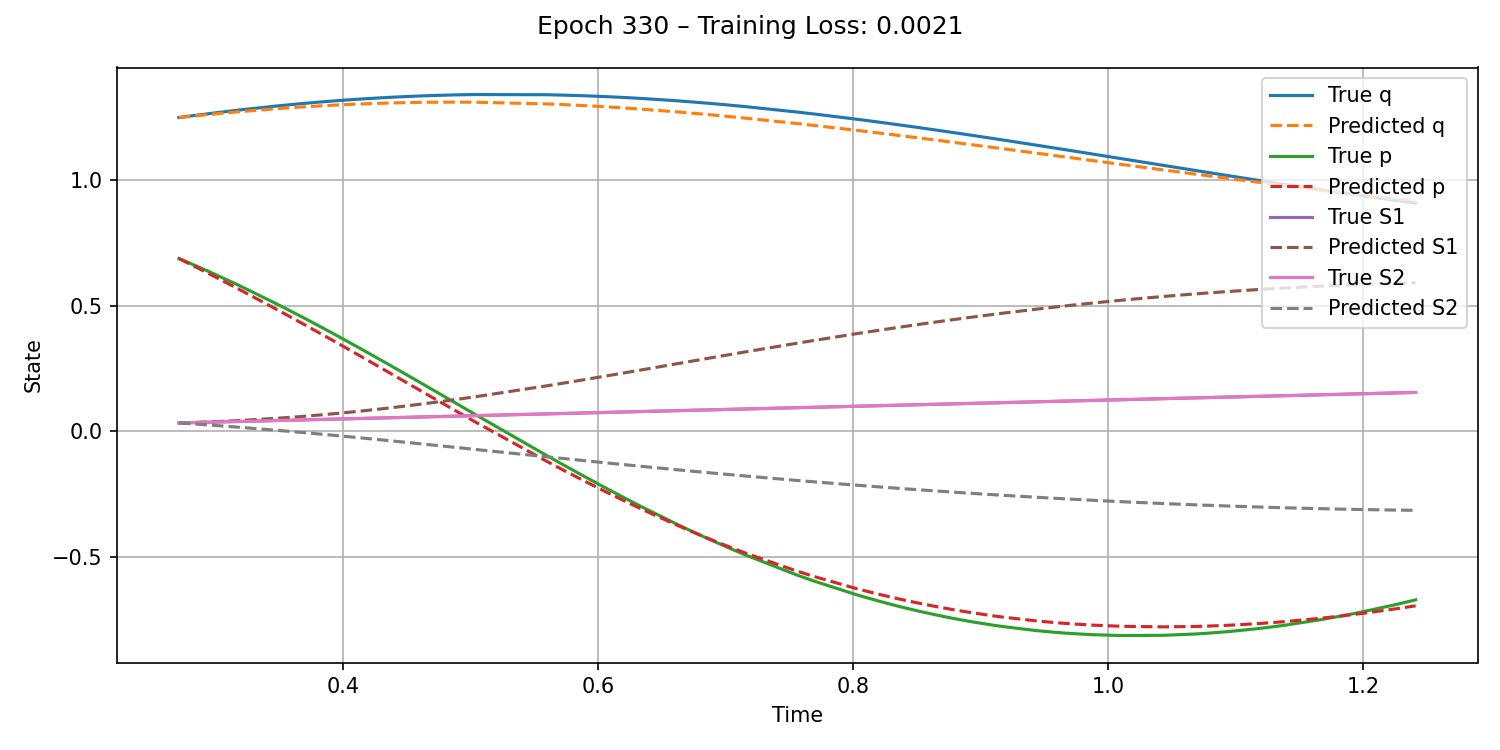 Epoch 330 – Training Loss: 0.0021
True q
Predicted q
True p
Predicted p
True S1
Predicted S1
True S2
Predicted S2
State
1.0
0.5
0.0
−0.5
0.4
0.6
0.8
1.0
1.2
Time